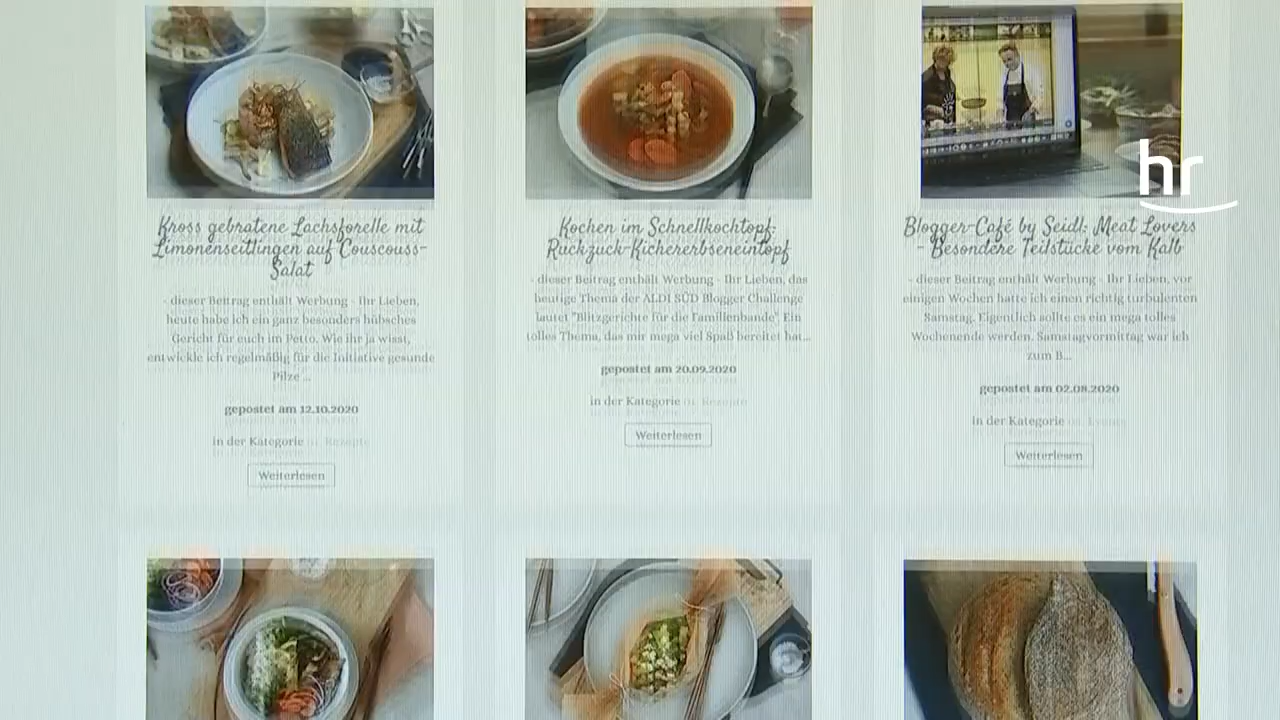 hr
Kross gebratene Lachsforelle mit
Limonenseitlingen auf Couscouss-
Salat
- dieser Beitrag enthält Werbung - Ihr Lieben,
heute habe ich ein ganz besonders hübsches
Gericht für euch im Petto. Wie ihr ja wisst,
entwickle ich regelmäßig für die Initiative gesunde
Pilze ...
gepostet am 12.10.2020
in der Kategorie 01. Rezepte
Weiterlesen
Kochen im Schnellkochtopf:
Ruckzuck-Kichererbseneintopf
- dieser Beitrag enthält Werbung - Ihr Lieben, das
heutige Thema der ALDI SÜD Blogger Challenge
lautet "Blitzgerichte für die Familienbande". Ein
tolles Thema, das mir mega viel Spaß bereitet hat...
gepostet am 20.09.2020
in der Kategorie 01. Rezepte
Weiterlesen
Blogger-Café by Seidl: Meat Lovers
- Besondere Teilstücke vom Kalb
- dieser Beitrag enthält Werbung - Ihr Lieben, vor
einigen Wochen hatte ich einen richtig turbulenten
Samstag. Eigentlich sollte es ein mega tolles
Wochenende werden. Samstagvormittag war ich
zum B...
gepostet am 02.08.2020
in der Kategorie Events
Weiterlesen